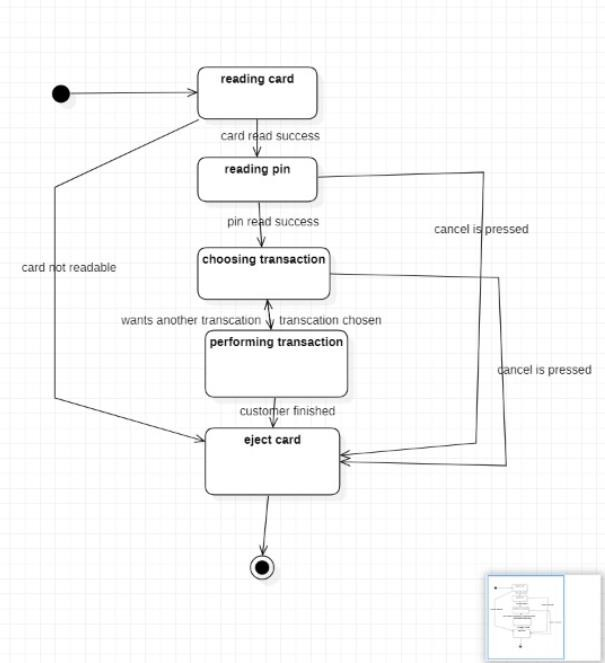 reading card
card read success
reading pin
pin read success
cancel is pressed
choosing transaction
card not readable
wants another transcation
transcation chosen
performing transaction
cancel is pressed
customer finished
eject card